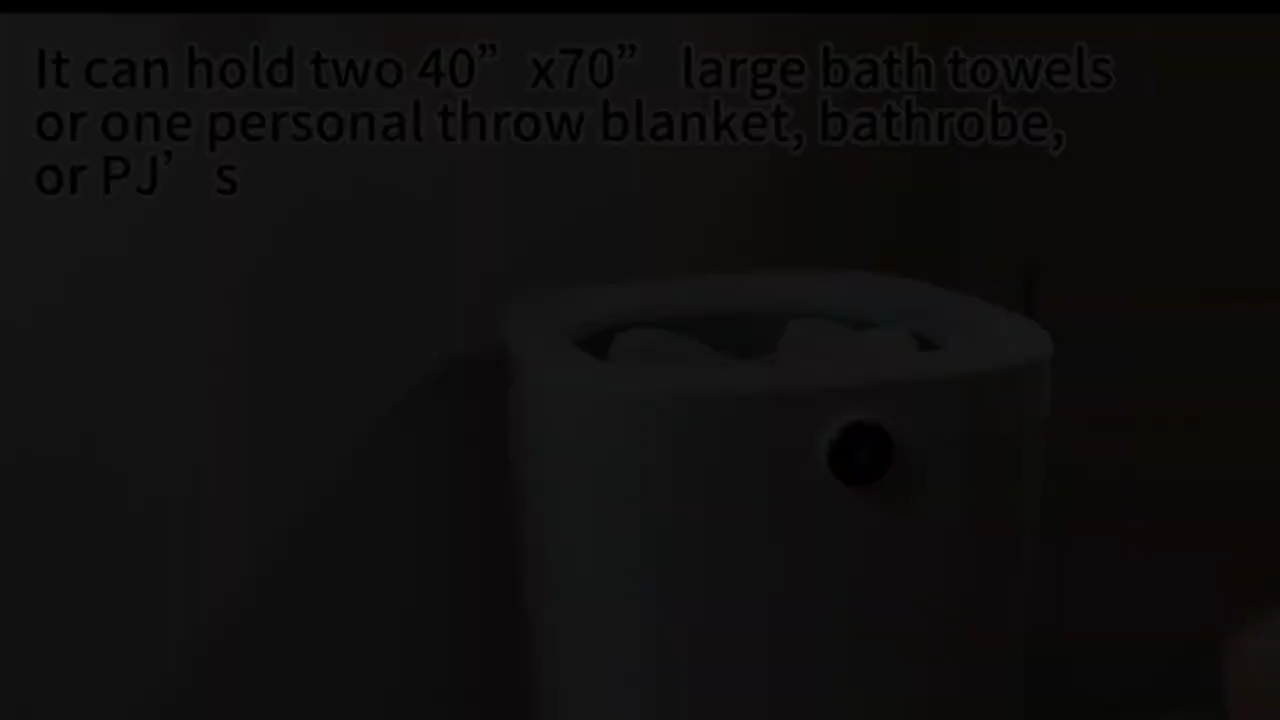 It can hold two 40” x70” large bath towels
or one personal throw blanket, bathrobe,
or PJ’ s